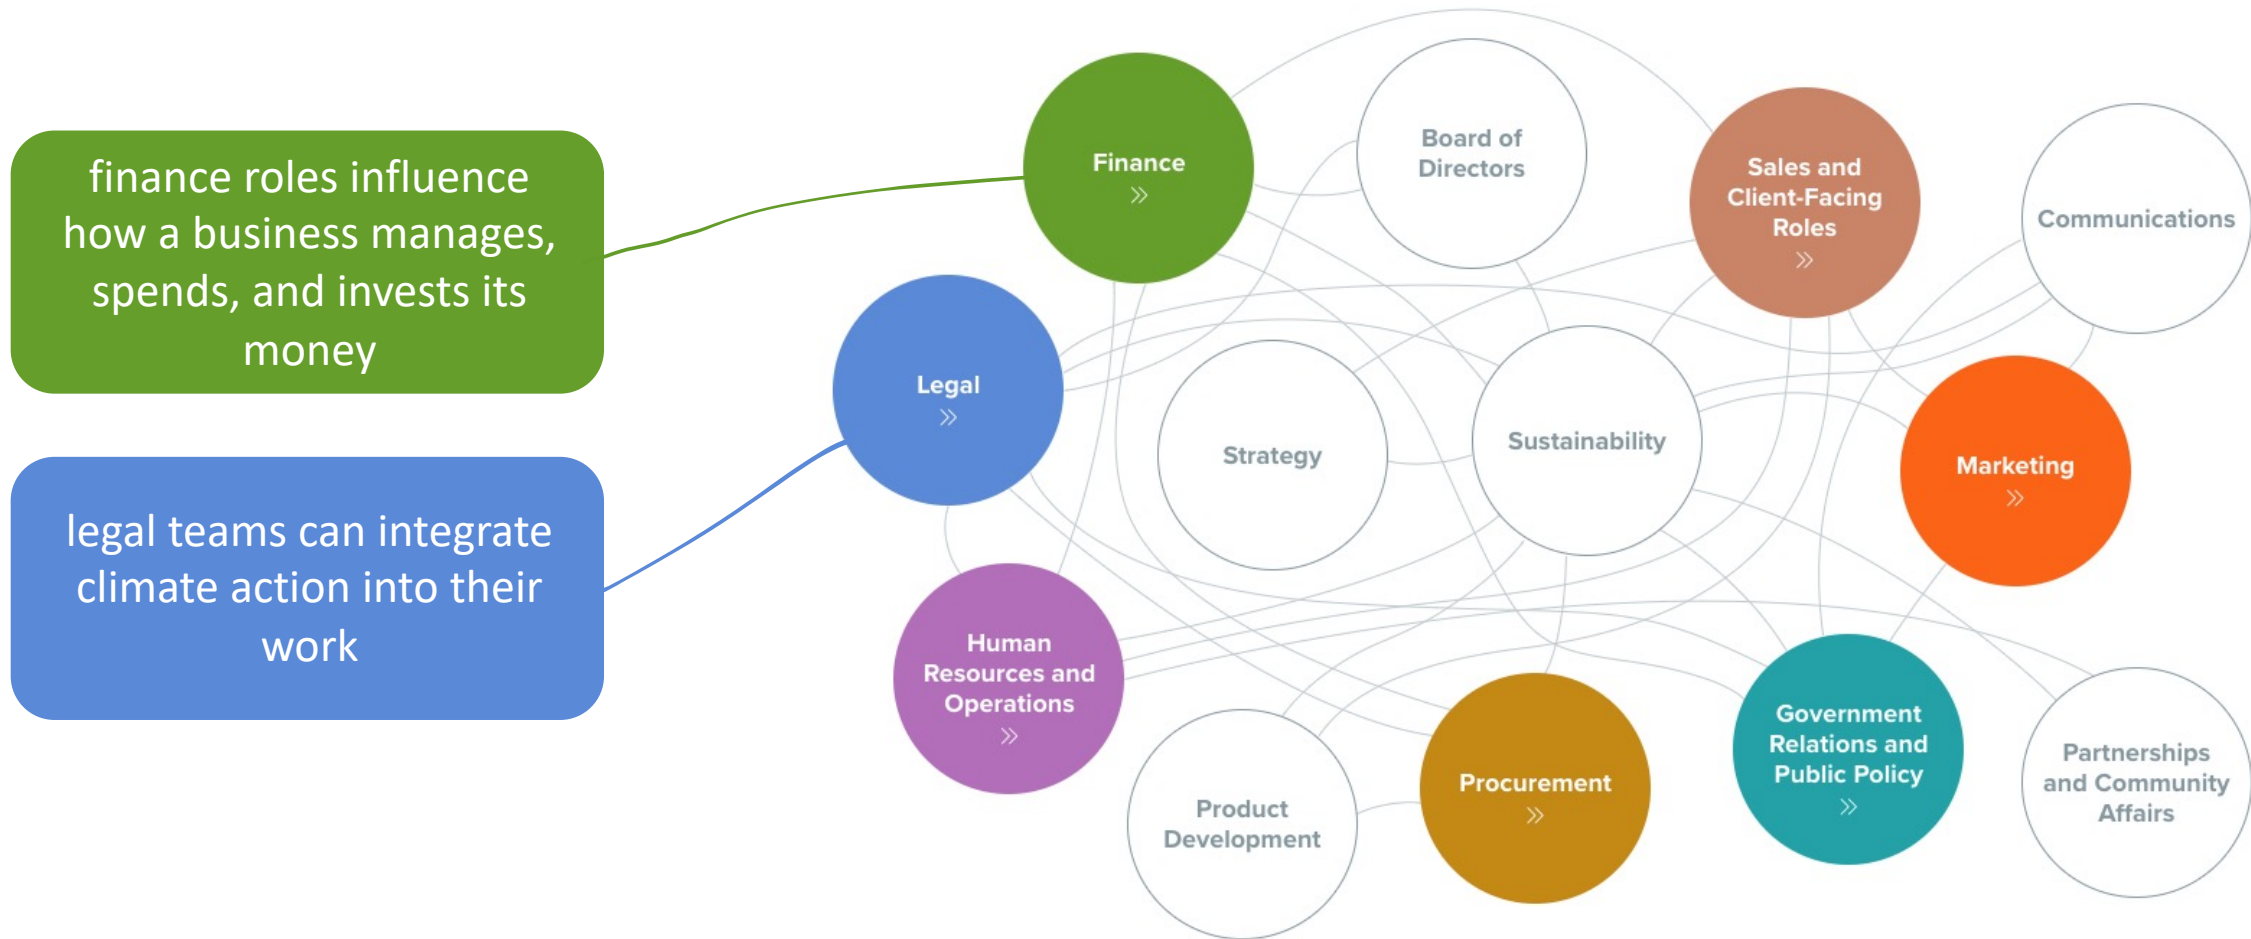 finance roles influence
how a business manages,
spends, and invests its
money
legal teams can integrate
climate action into their
work
Finance
»
Board of
Directors
Sales and
Client-Facing
Roles
»
Communications
Legal
»
Strategy
Sustainability
Marketing
»
Human
Resources and
Operations
»
Product
Development
Procurement
»
Government
Relations and
Public Policy
»
Partnerships
and Community
Affairs